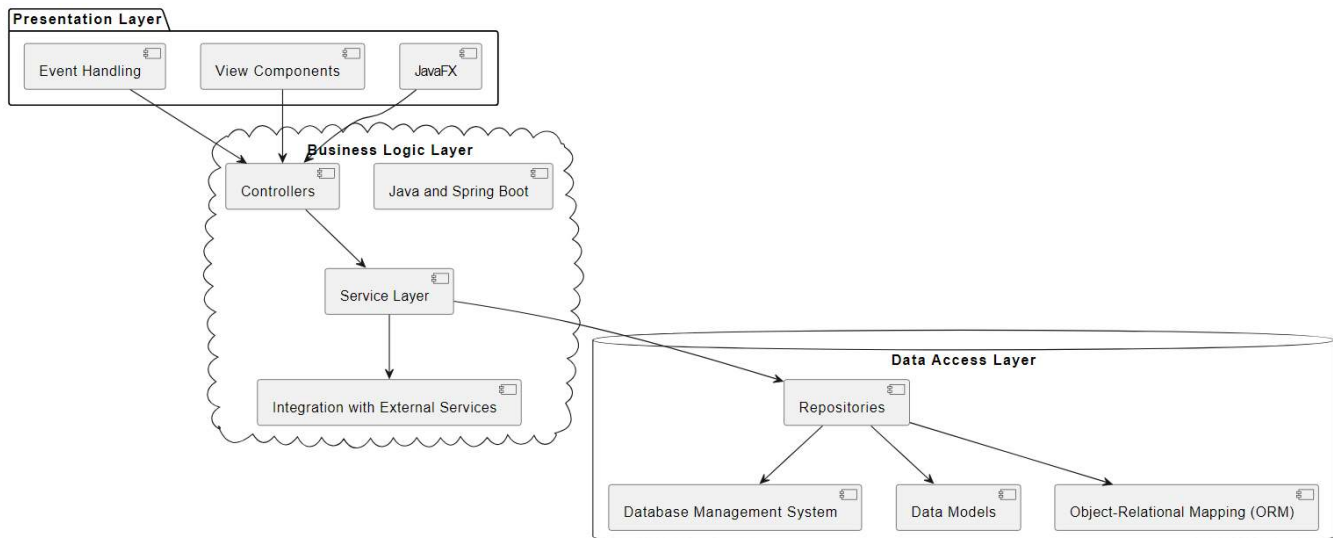 Presentation Layer
Event Handling
View Components
JavaFX
Business Logic Layer
Controllers
Java and Spring Boot
Service Layer
Integration with External Services
Data Access Layer
Repositories
Database Management System
Data Models
Object-Relational Mapping (ORM)